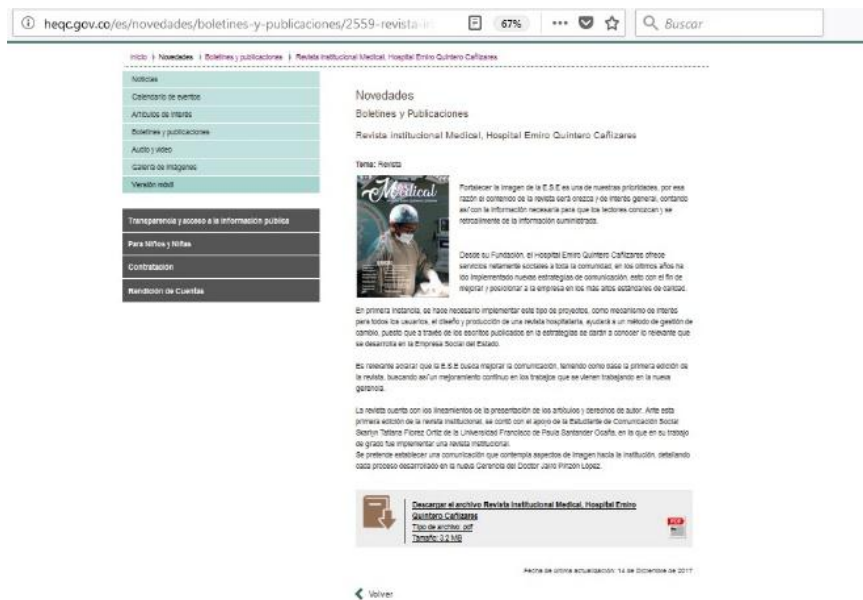 heqc.gov.co/es/novedades/boletines-y-publicaciones/2559-revista-in
67%
Buscar
Inicio Novedades Boletines y publicaciones Revista Institucional Medical, Hospital Emiro Quintero Cañizares
Noticias
Calendario de eventos
Artículos de interés
Boletines y publicaciones
Audio y video
Galería de imágenes
Versión móvil
Transparencia y acceso a la información pública
Para Niños y Niñas
Contratación
Rendición de Cuentas
Novedades
Boletines y Publicaciones
Revista Institucional Medical, Hospital Emiro Quintero Cañizares
Tema: Revista
Medical
Fortalecer la imagen de la E.S.E es una de nuestras prioridades, por esa
razón el contenido de la revista será y de interés general, contando
así con la información necesaria para que los lectores conozcan y se
retroalimente de la información suministrada.
Desde su Fundación, el Hospital Emiro Quintero Cañizares ofrece
servicios netamente sociales a toda la comunidad, en los últimos años ha
ido implementado nuevas estrategias de comunicación, esto con el fin de
mejorar y posicionar a la empresa en los más altos estándares de calidad.
En primera instancia, se hace necesario implementar este tipo de proyectos, como mecanismo de interés
para todos los usuarios, el diseño y producción de una revista hospitalaria, ayudará a un método de gestión de
cambio, puesto que a través de los escritos publicados en la estrategias se darán a conocer lo relevante que
se desarrolla en la Empresa Social del Estado.
Es relevante aclarar que la E.S.E busca mejorar la comunicación, teniendo como base la primera edición de
la revista, buscando así un mejoramiento continuo en los trabajos que se vienen trabajando en la nueva
gerencia.
La revista cuenta con los lineamientos de la presentación de los artículos y derechos de autor. Ante esta
primera edición de la revista institucional, se contó con el apoyo de la Estudiante de Comunicación Social
Tatiana Florez Ortiz de la Universidad Francisco de Paula Santander Ocaña, en la que en su trabajo
de grado fue implementar una revista institucional.
Se pretende establecer una comunicación que contempla aspectos de imagen hacia la institución, detallando
cada proceso desarrollado en la nueva Gerencia del Doctor Jairo Pinzón López.
Descargar el archivo Revista Institucional Medical, Hospital Emiro
Quintero Cañizares
Tipo de archivo: pdf
Tamaño: 3.2 MB
PDF
Fecha de última actualización: 14 de Diciembre de 2017
Volver